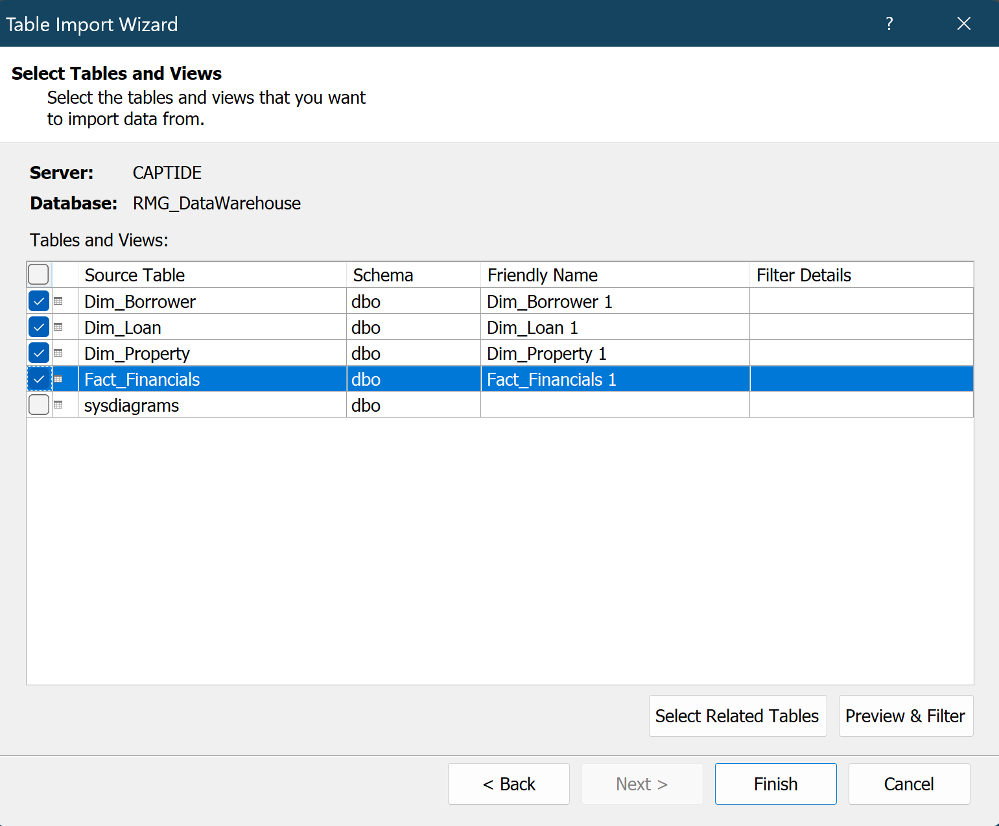 Table Import Wizard ?
Select Tables and Views
Select the tables and views that you want
to import data from.
Server: CAPTIDE
Database: RMG_DataWarehouse
Tables and Views:
Source Table Schema Friendly Name Filter Details
Dim_Borrower dbo Dim_Borrower 1
Dim_Loan dbo Dim_Loan 1
Dim_Property dbo Dim_Property 1
Fact_Financials dbo Fact_Financials 1
sysdiagrams dbo
Select Related Tables Preview & Filter
< Back Next > Finish Cancel